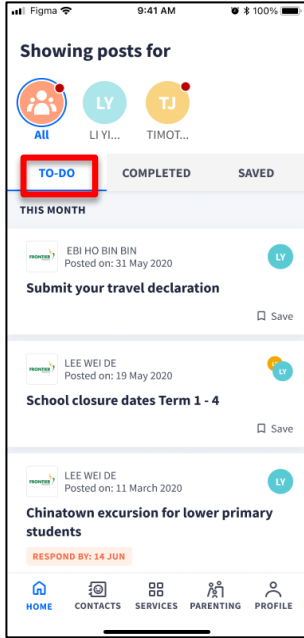 Figma 9:41 AM 100%
Showing posts for
LY TJ
All LI YI... TIMOT...
TO-DO COMPLETED SAVED
THIS MONTH
FRONTIER EBI HO BIN BIN LY
Posted on: 31 May 2020
Submit your travel declaration
Save
FRONTIER LEE WEI DE LY
Posted on: 19 May 2020
School closure dates Term 1 - 4
Save
FRONTIER LEE WEI DE LY
Posted on: 11 March 2020
Chinatown excursion for lower primary
students
RESPOND BY: 14 JUN
HOME CONTACTS SERVICES PARENTING PROFILE